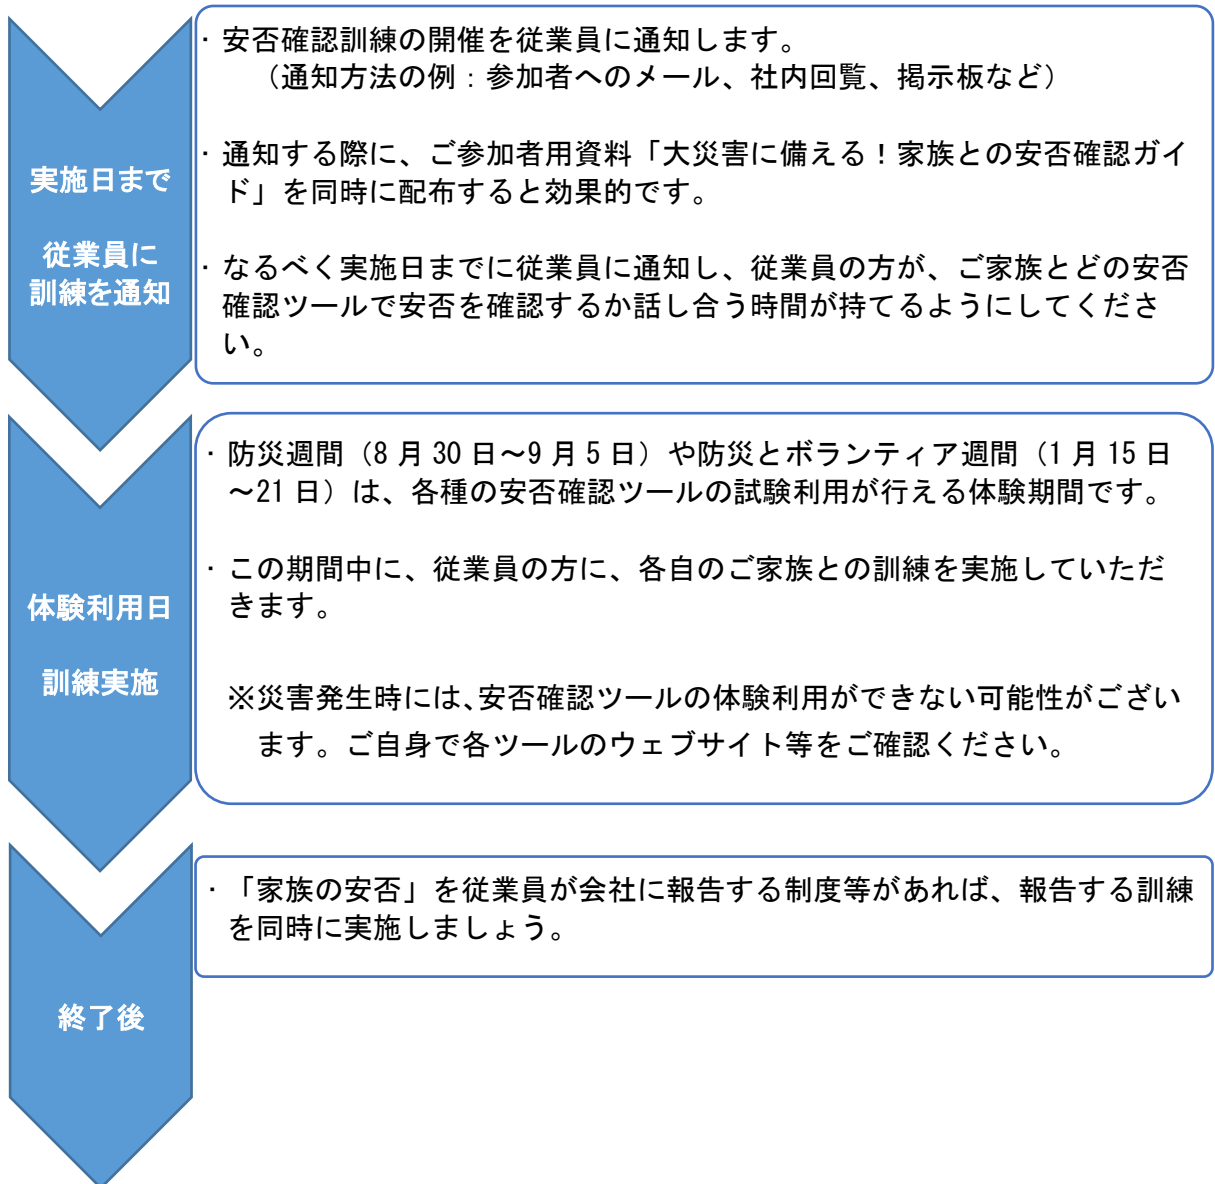 実施日まで
従業員に
訓練を通知
・安否確認訓練の開催を従業員に通知します。
（通知方法の例：参加者へのメール、社内回覧、掲示板など）
・通知する際に、ご参加者用資料「大災害に備える！家族との安否確認ガイ
ド」を同時に配布すると効果的です。
・なるべく実施日までに従業員に通知し、従業員の方が、ご家族とどの安否
確認ツールで安否を確認するか話し合う時間が持てるようにしてくださ
い。
体験利用日
訓練実施
・防災週間（8月30日～9月5日）や防災とボランティア週間（1月15日
～21日）は、各種の安否確認ツールの試験利用が行える体験期間です。
・この期間中に、従業員の方に、各自のご家族との訓練を実施していただ
きます。
※災害発生時には、安否確認ツールの体験利用ができない可能性がござい
ます。ご自身で各ツールのウェブサイト等をご確認ください。
終了後
・「家族の安否」を従業員が会社に報告する制度等があれば、報告する訓練
を同時に実施しましょう。